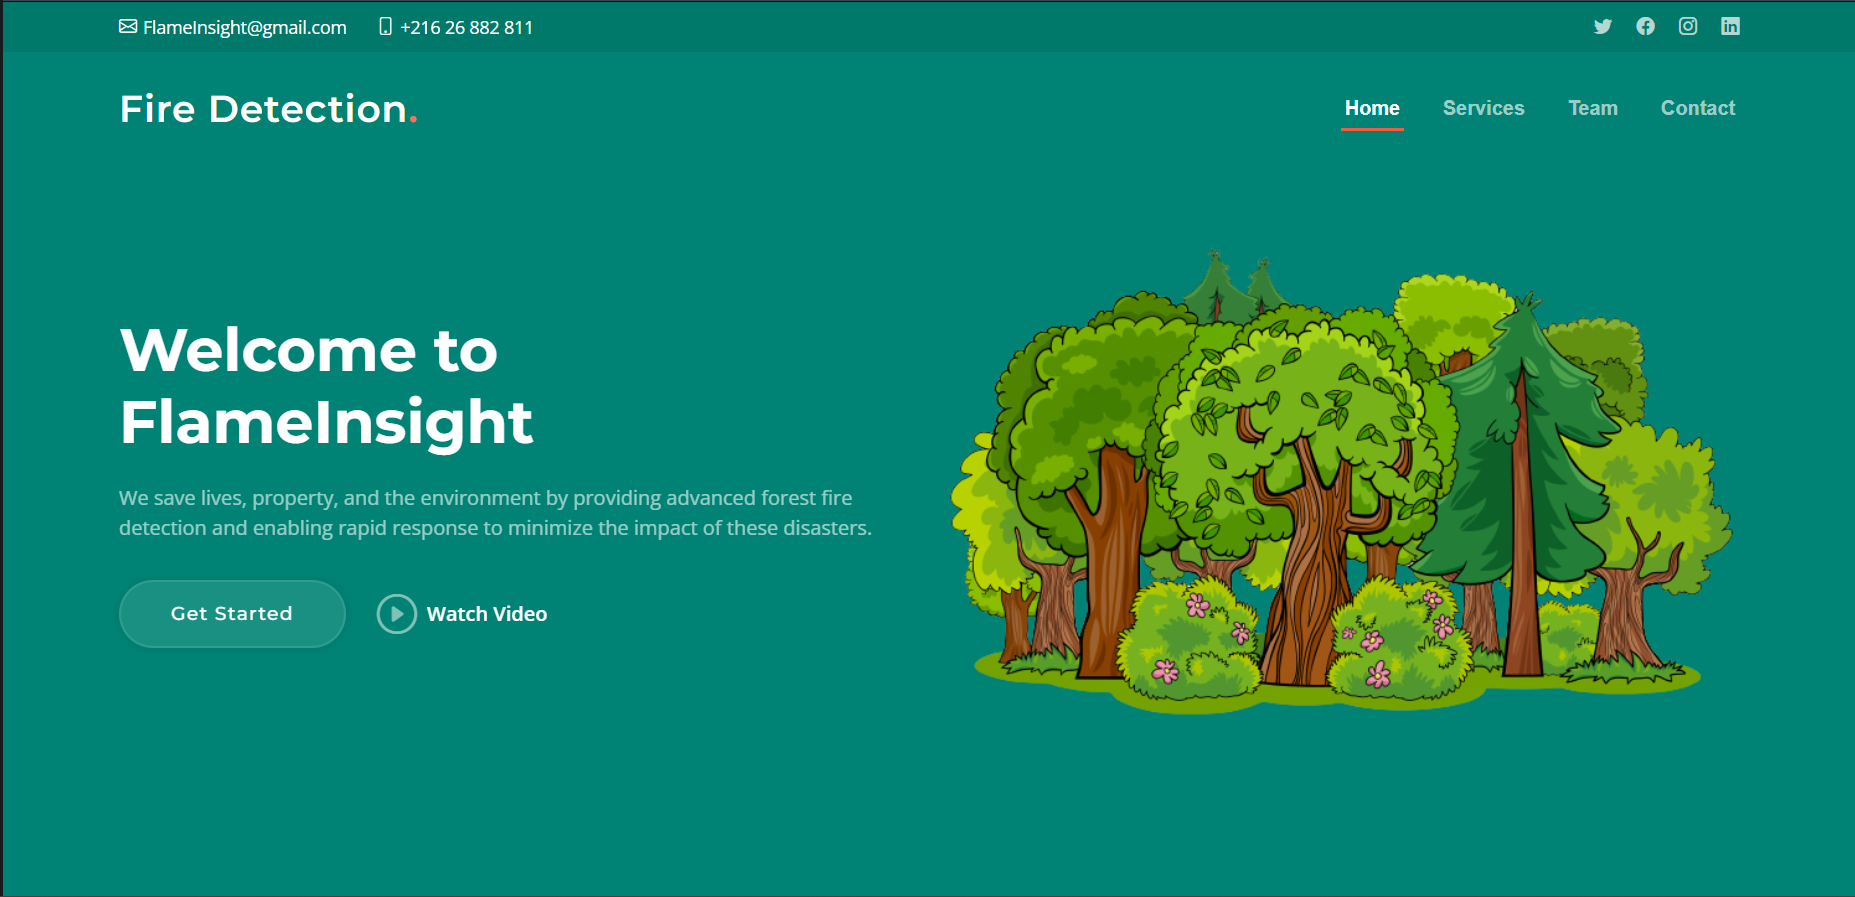 FlameInsight@gmail.com +216 26 882 811
Fire Detection.
Home Services Team Contact
Welcome to
FlameInsight
We save lives, property, and the environment by providing advanced forest fire
detection and enabling rapid response to minimize the impact of these disasters.
Get Started Watch Video